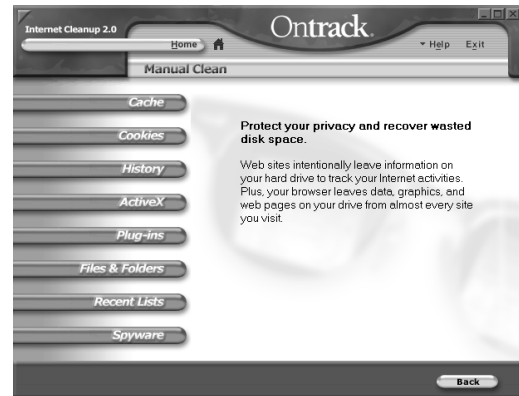 Internet Cleanup 2.0
Ontrack.
Home
Help Exit
Manual Clean
Cache
Cookies
History
ActiveX
Plug-ins
Files & Folders
Recent Lists
Spyware
Protect your privacy and recover wasted
disk space.
Web sites intentionally leave information on
your hard drive to track your Internet activities.
Plus, your browser leaves data, graphics, and
web pages on your drive from almost every site
you visit.
Back